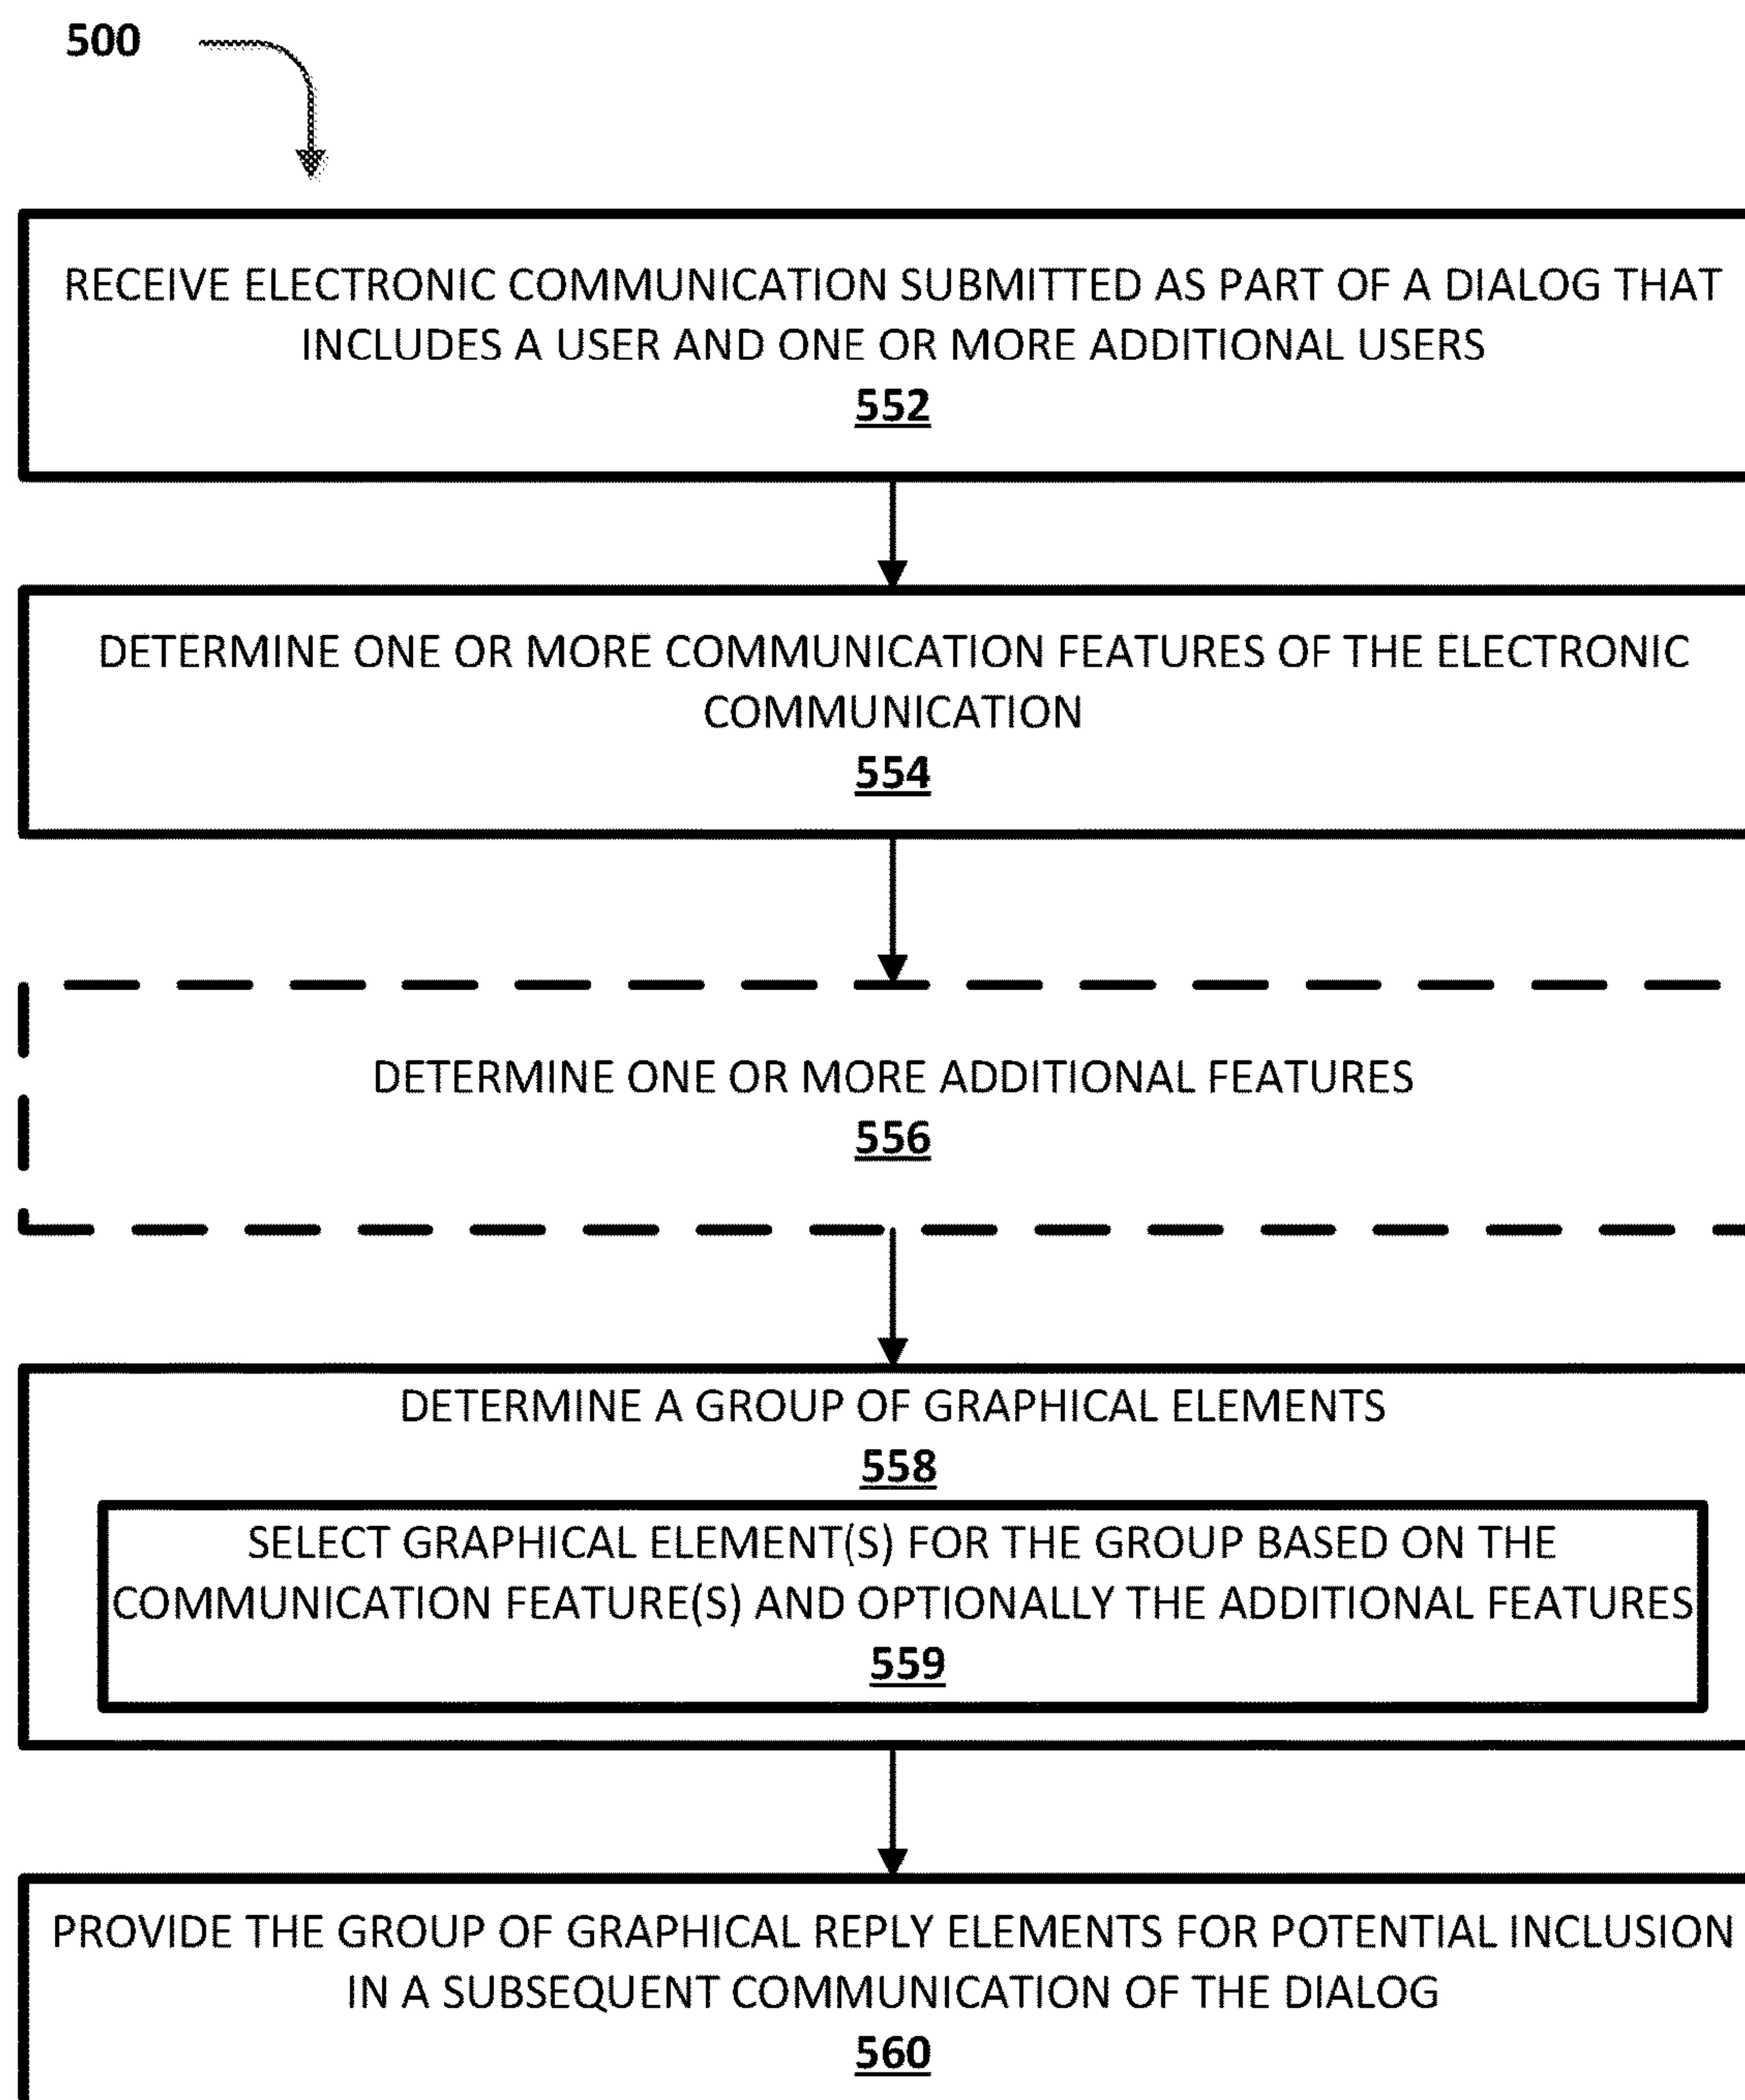 500
RECEIVE ELECTRONIC COMMUNICATION SUBMITTED AS PART OF A DIALOG THAT
INCLUDES A USER AND ONE OR MORE ADDITIONAL USERS
552
DETERMINE ONE OR MORE COMMUNICATION FEATURES OF THE ELECTRONIC
COMMUNICATION
554
DETERMINE ONE OR MORE ADDITIONAL FEATURES
556
DETERMINE A GROUP OF GRAPHICAL ELEMENTS
558
SELECT GRAPHICAL ELEMENT(S) FOR THE GROUP BASED ON THE
COMMUNICATION FEATURE(S) AND OPTIONALLY THE ADDITIONAL FEATURES
559
PROVIDE THE GROUP OF GRAPHICAL REPLY ELEMENTS FOR POTENTIAL INCLUSION
IN A SUBSEQUENT COMMUNICATION OF THE DIALOG
560